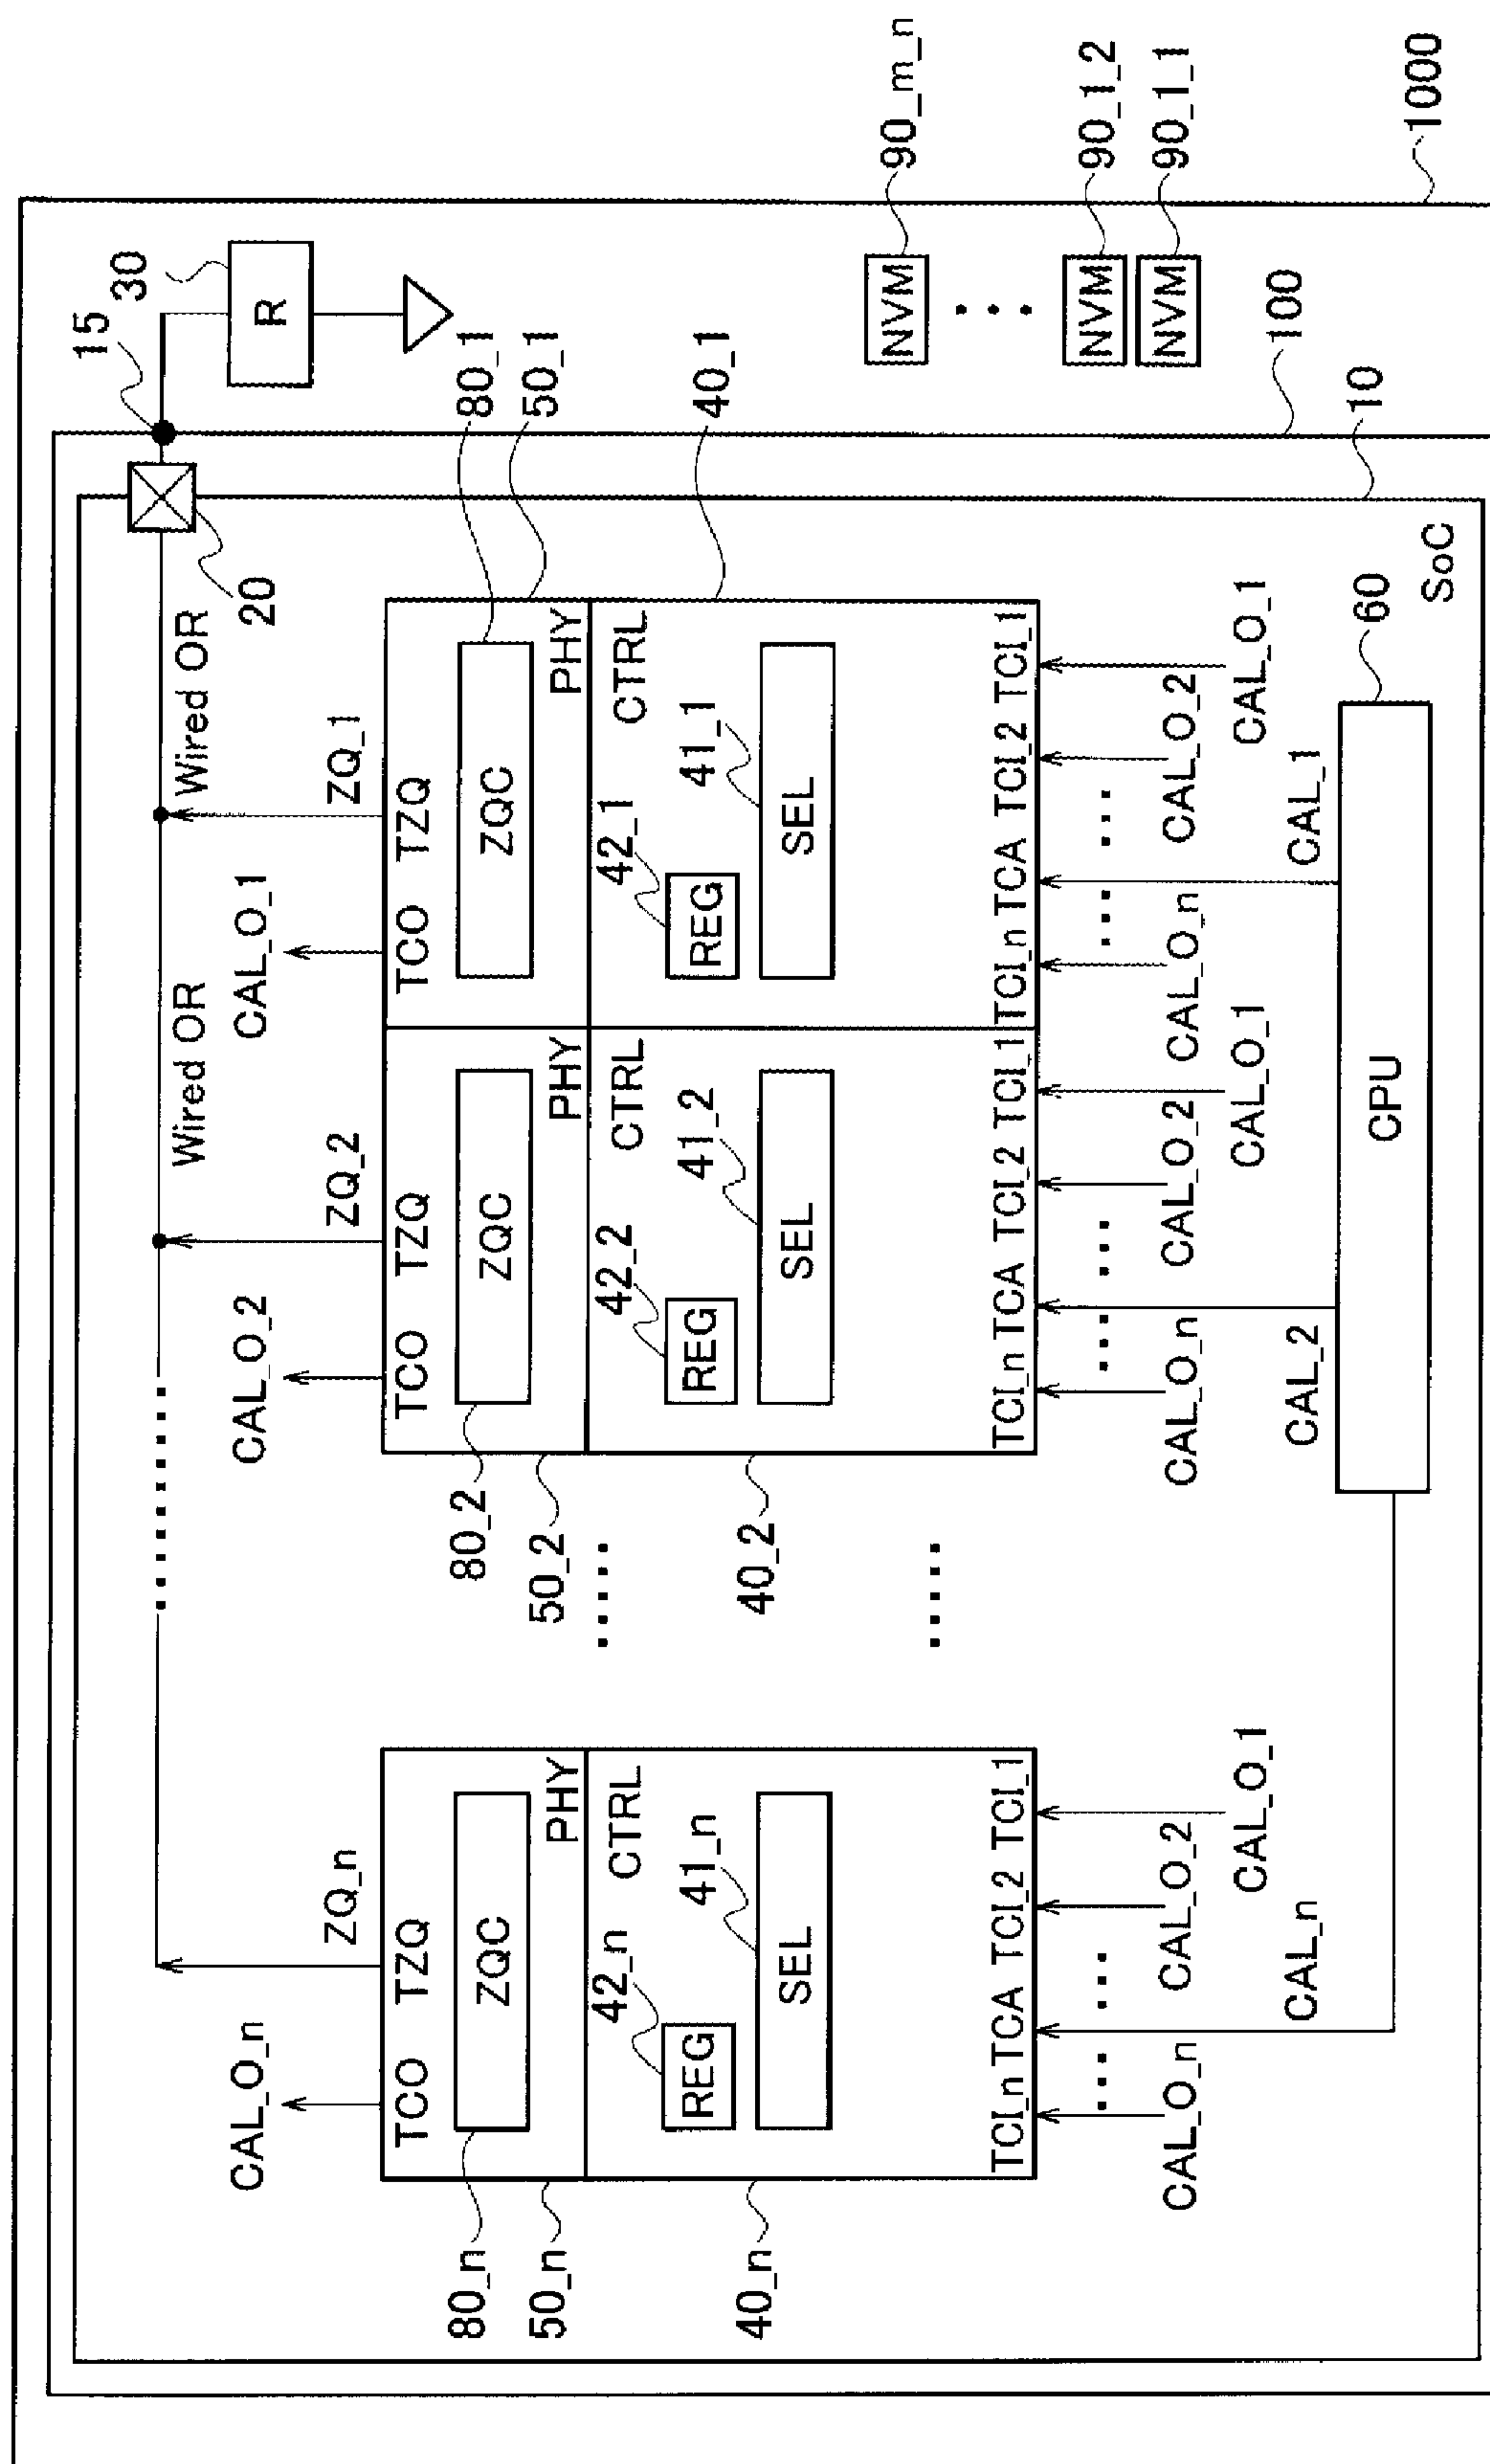 15
30
R
20
Wired OR
Wired OR
CAL_O_n
ZQ_n
CAL_O_2
ZQ_2
CAL_O_1
ZQ_1
80_n
50_n
40_n
TCO TZQ
ZQC
PHY
CTRL
42_n
REG
41_n
SEL
TCI_n TCA TCI_2 TCI_1
CAL_O_n
CAL_O_2
CAL_O_1
CAL_n
80_2
50_2
40_2
TCO TZQ
ZQC
PHY
CTRL
42_2
REG
41_2
SEL
TCI_n TCA TCI_2 TCI_1
CAL_O_n
CAL_O_2
CAL_O_1
CAL_2
80_1
50_1
40_1
TCO TZQ
ZQC
PHY
CTRL
42_1
REG
41_1
SEL
TCI_n TCA TCI_2 TCI_1
CAL_O_n
CAL_O_2
CAL_O_1
CAL_1
60
CPU
SoC
10
100
1000
NVM
90_m_n
NVM
90_1_2
NVM
90_1_1